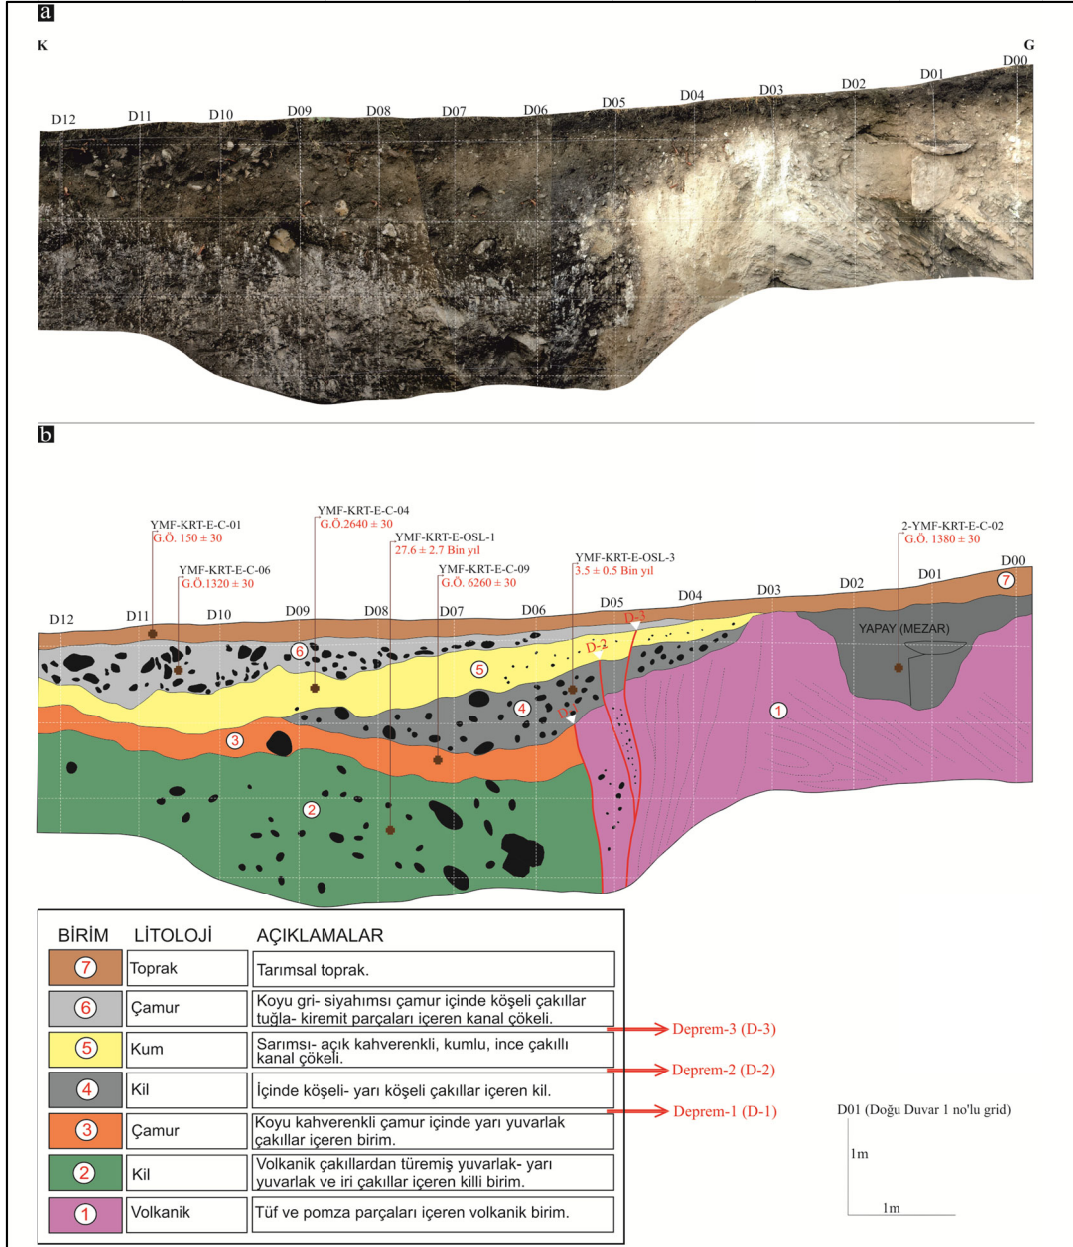 a
K
G
D12
D11
D10
D09
D08
D07
D06
D05
D04
D03
D02
D01
D00
b
YMF-KRT-E-C-01
G.Ö. 150 ± 30
YMF-KRT-E-C-06
G.Ö.1320 ± 30
YMF-KRT-E-C-04
G.Ö.2640 ± 30
YMF-KRT-E-OSL-1
27.6 ± 2.7 Bin yıl
YMF-KRT-E-C-09
G.Ö. 6260 ± 30
YMF-KRT-E-OSL-3
3.5 ± 0.5 Bin yıl
2-YMF-KRT-E-C-02
G.Ö. 1380 ± 30
D12
D11
D10
D09
D08
D07
D06
D05
D04
D03
D02
D01
D00
7
YAPAY (MEZAR)
D-3
D-2
D-1
6
5
4
3
2
1
BİRİM LİTOLOJİ AÇIKLAMALAR
7 Toprak Tarımsal toprak.
6 Çamur Koyu gri- siyahımsı çamur içinde köşeli çakıllar
tuğla- kiremit parçaları içeren kanal çökeli.
5 Kum Sarımsı- açık kahverenkli, kumlu, ince çakıllı
kanal çökeli.
4 Kil İçinde köşeli- yarı köşeli çakıllar içeren kil.
3 Çamur Koyu kahverenkli çamur içinde yarı yuvarlak
çakıllar içeren birim.
2 Kil Volkanik çakıllardan türemiş yuvarlak- yarı
yuvarlak ve iri çakıllar içeren killi birim.
1 Volkanik Tüf ve pomza parçaları içeren volkanik birim.
Deprem-3 (D-3)
Deprem-2 (D-2)
Deprem-1 (D-1)
D01 (Doğu Duvar 1 no'lu grid)
1m
1m